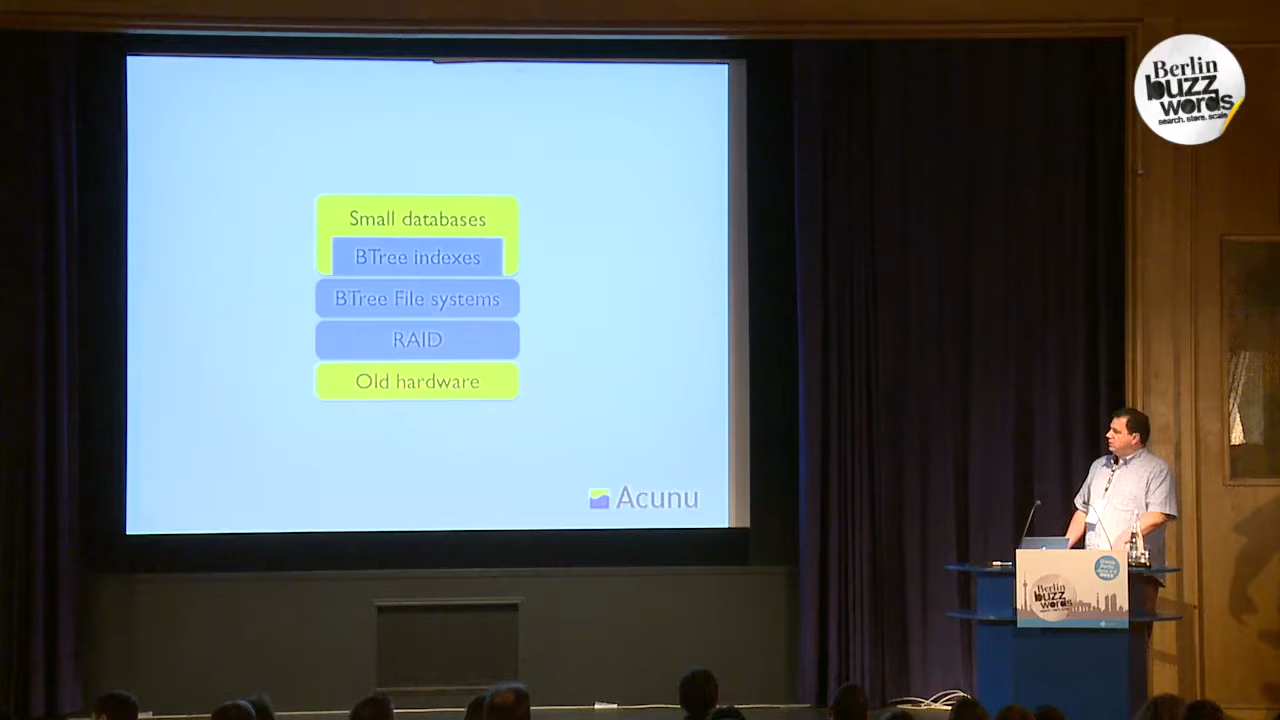 Small databases
BTree indexes
BTree File systems
RAID
Old hardware
Acunu
Berlin
buzz
words
search. store. scale
Berlin
buzz
words